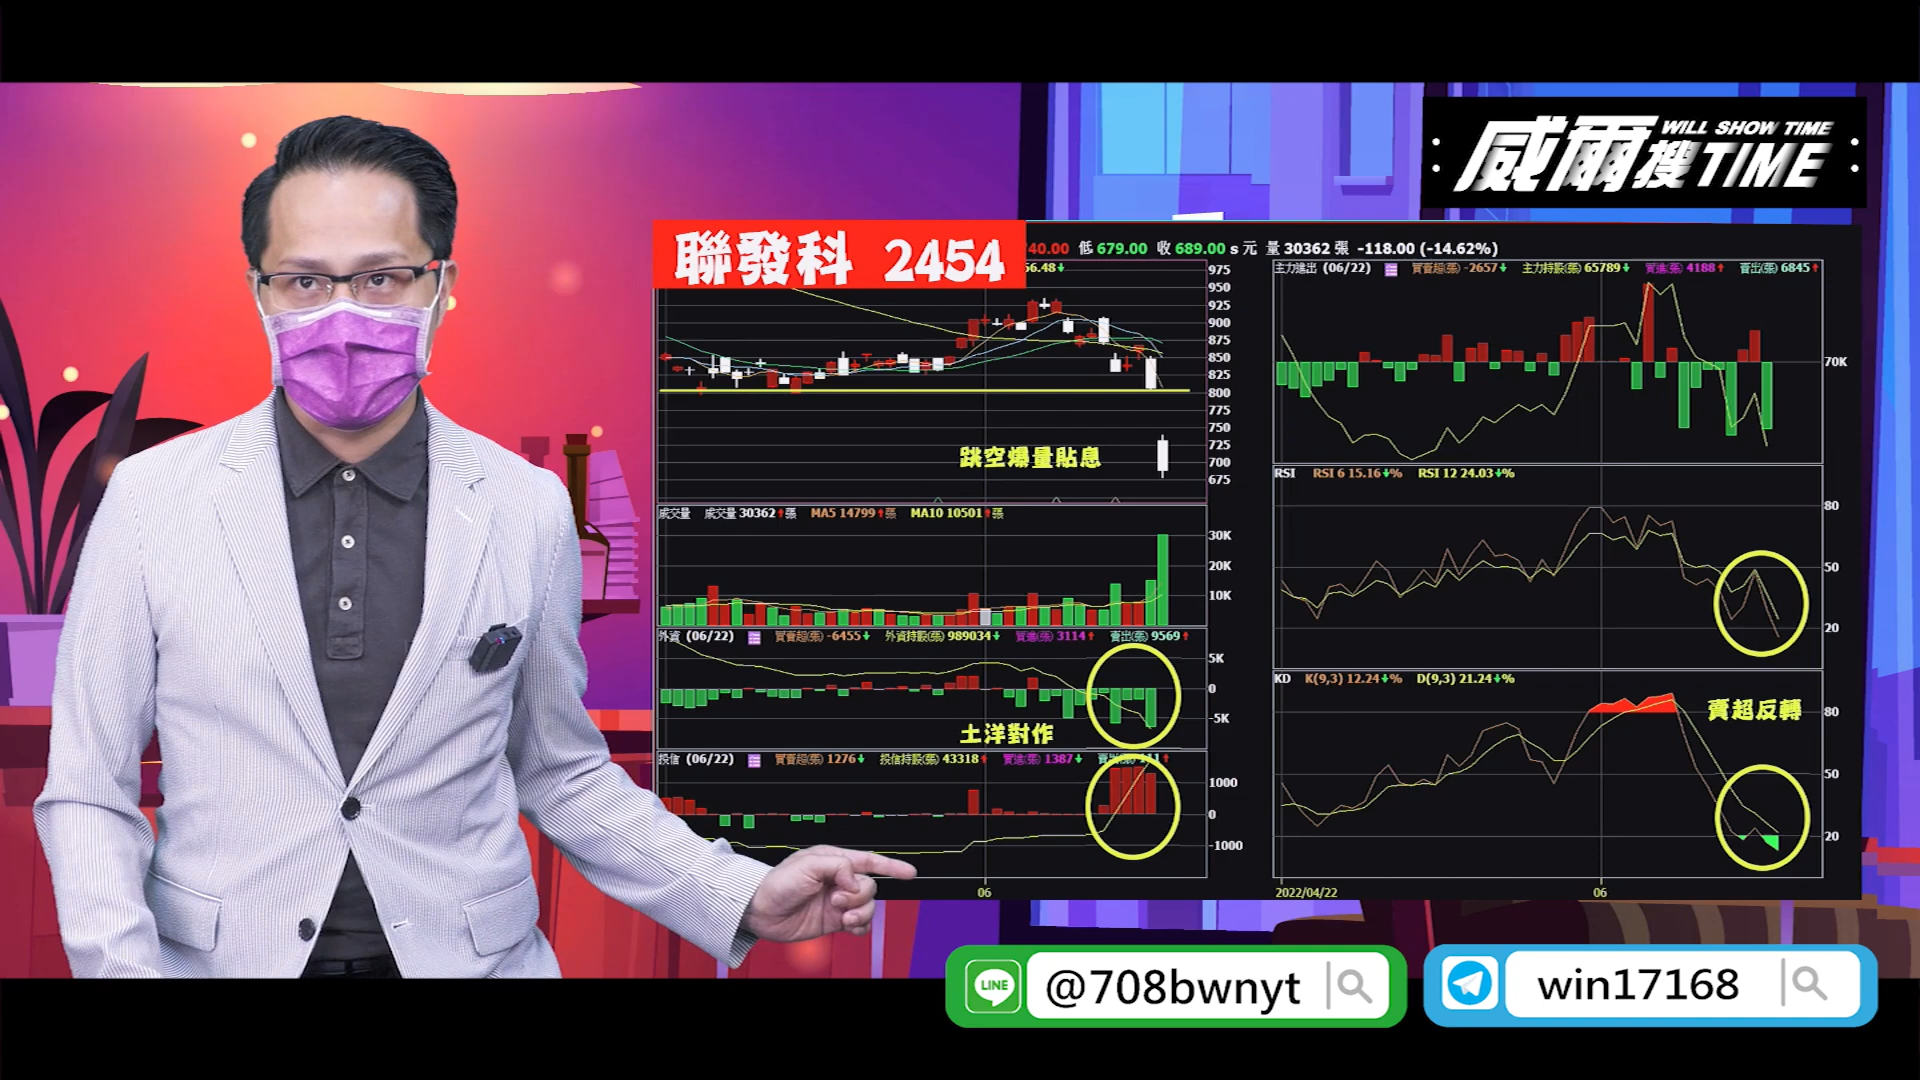 威爾搜TIME
WILL SHOW TIME
聯發科 2454
40.00 低 679.00 收 689.00 s 元 量 30362 張 -118.00 (-14.62%)
56.48↓
975
950
925
900
875
850
825
800
775
750
725
700
675
跳空爆量貼息
成交量 成交量 30362↑張 MA5 14799↑張 MA10 10501↑張
30K
20K
10K
外資 (06/22) 買賣超(張) -6455↓ 外資持股(張) 989034↓ 買進(張) 3114↑ 賣出(張) 9569↑
5K
0
-5K
土洋對作
投信 (06/22) 買賣超(張) 1276↓ 投信持股(張) 43318↑ 買進(張) 1387↓ 賣出(張) 111↑
1000
0
-1000
06
主力進出 (06/22) 買賣超(張) -2657↓ 主力持股(張) 65789↓ 買進(張) 4188↑ 賣出(張) 6845↑
70K
RSI RSI 6 15.16↓% RSI 12 24.03↓%
80
50
20
KD K(9,3) 12.24↓% D(9,3) 21.24↓%
賣超反轉
80
50
20
2022/04/22 06
LINE @708bwnyt
win17168